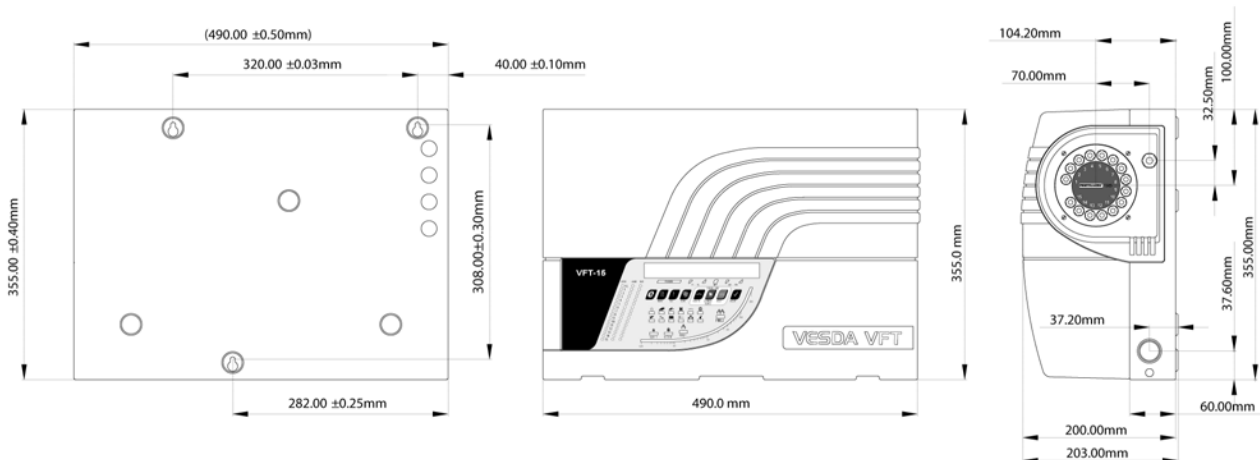 (490.00 ±0.50mm)
320.00 ±0.03mm
40.00 ±0.10mm
355.00 ±0.40mm
308.00±0.30mm
282.00 ±0.25mm
VFT-15
VESDA VFT
355.0 mm
490.0 mm
104.20mm
70.00mm
100.00mm
32.50mm
355.00mm
37.60mm
37.20mm
60.00mm
200.00mm
203.00mm